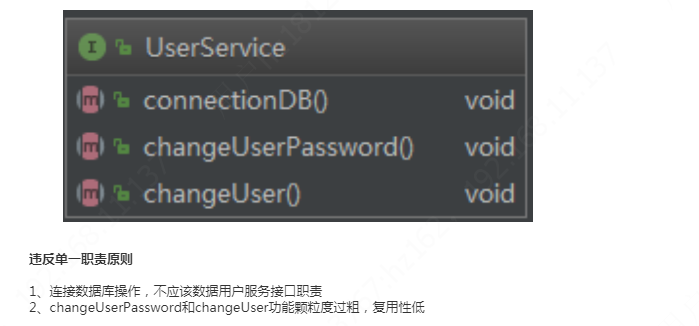 I UserService
m connectionDB() void
m changeUserPassword() void
m changeUser() void
违反单一职责原则
1、连接数据库操作，不应该数据用户服务接口职责
2、changeUserPassword和changeUser功能颗粒度过粗，复用性低